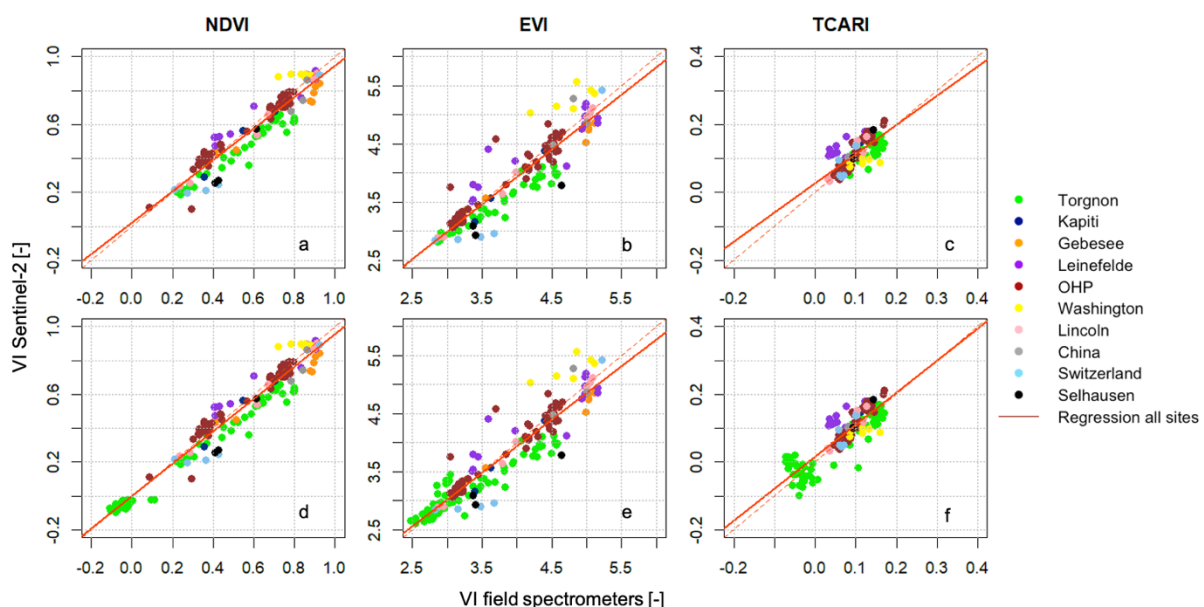 NDVI EVI TCARI
VI Sentinel-2 [-]
1.0
0.6
0.2
-0.2
a
5.5
4.5
3.5
2.5
b
0.4
0.2
0.0
-0.2
c
-0.2 0.0 0.2 0.4 0.6 0.8 1.0
2.5 3.5 4.5 5.5
-0.2 0.0 0.1 0.2 0.3 0.4
1.0
0.6
0.2
-0.2
d
5.5
4.5
3.5
2.5
e
0.4
0.2
0.0
-0.2
f
-0.2 0.0 0.2 0.4 0.6 0.8 1.0
2.5 3.5 4.5 5.5
-0.2 0.0 0.1 0.2 0.3 0.4
VI field spectrometers [-]
Torgnon
Kapiti
Gebesee
Leinefelde
OHP
Washington
Lincoln
China
Switzerland
Selhausen
Regression all sites